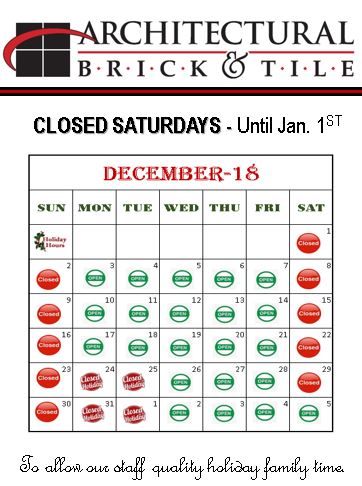 ARCHITECTURAL
B·R·I·C·K & T·I·L·E
CLOSED SATURDAYS - Until Jan. 1ST
DECEMBER-18
SUN MON TUE WED THU FRI SAT
Holiday Hours 1 Closed
2 Closed 3 OPEN 4 OPEN 5 OPEN 6 OPEN 7 OPEN 8 Closed
9 Closed 10 OPEN 11 OPEN 12 OPEN 13 OPEN 14 OPEN 15 Closed
16 Closed 17 OPEN 18 OPEN 19 OPEN 20 OPEN 21 OPEN 22 Closed
23 Closed 24 Closed Holiday 25 Closed Holiday 26 OPEN 27 OPEN 28 OPEN 29 Closed
30 Closed 31 Closed Holiday 1 Closed Holiday 2 OPEN 3 OPEN 4 OPEN 5 OPEN
To allow our staff quality holiday family time.